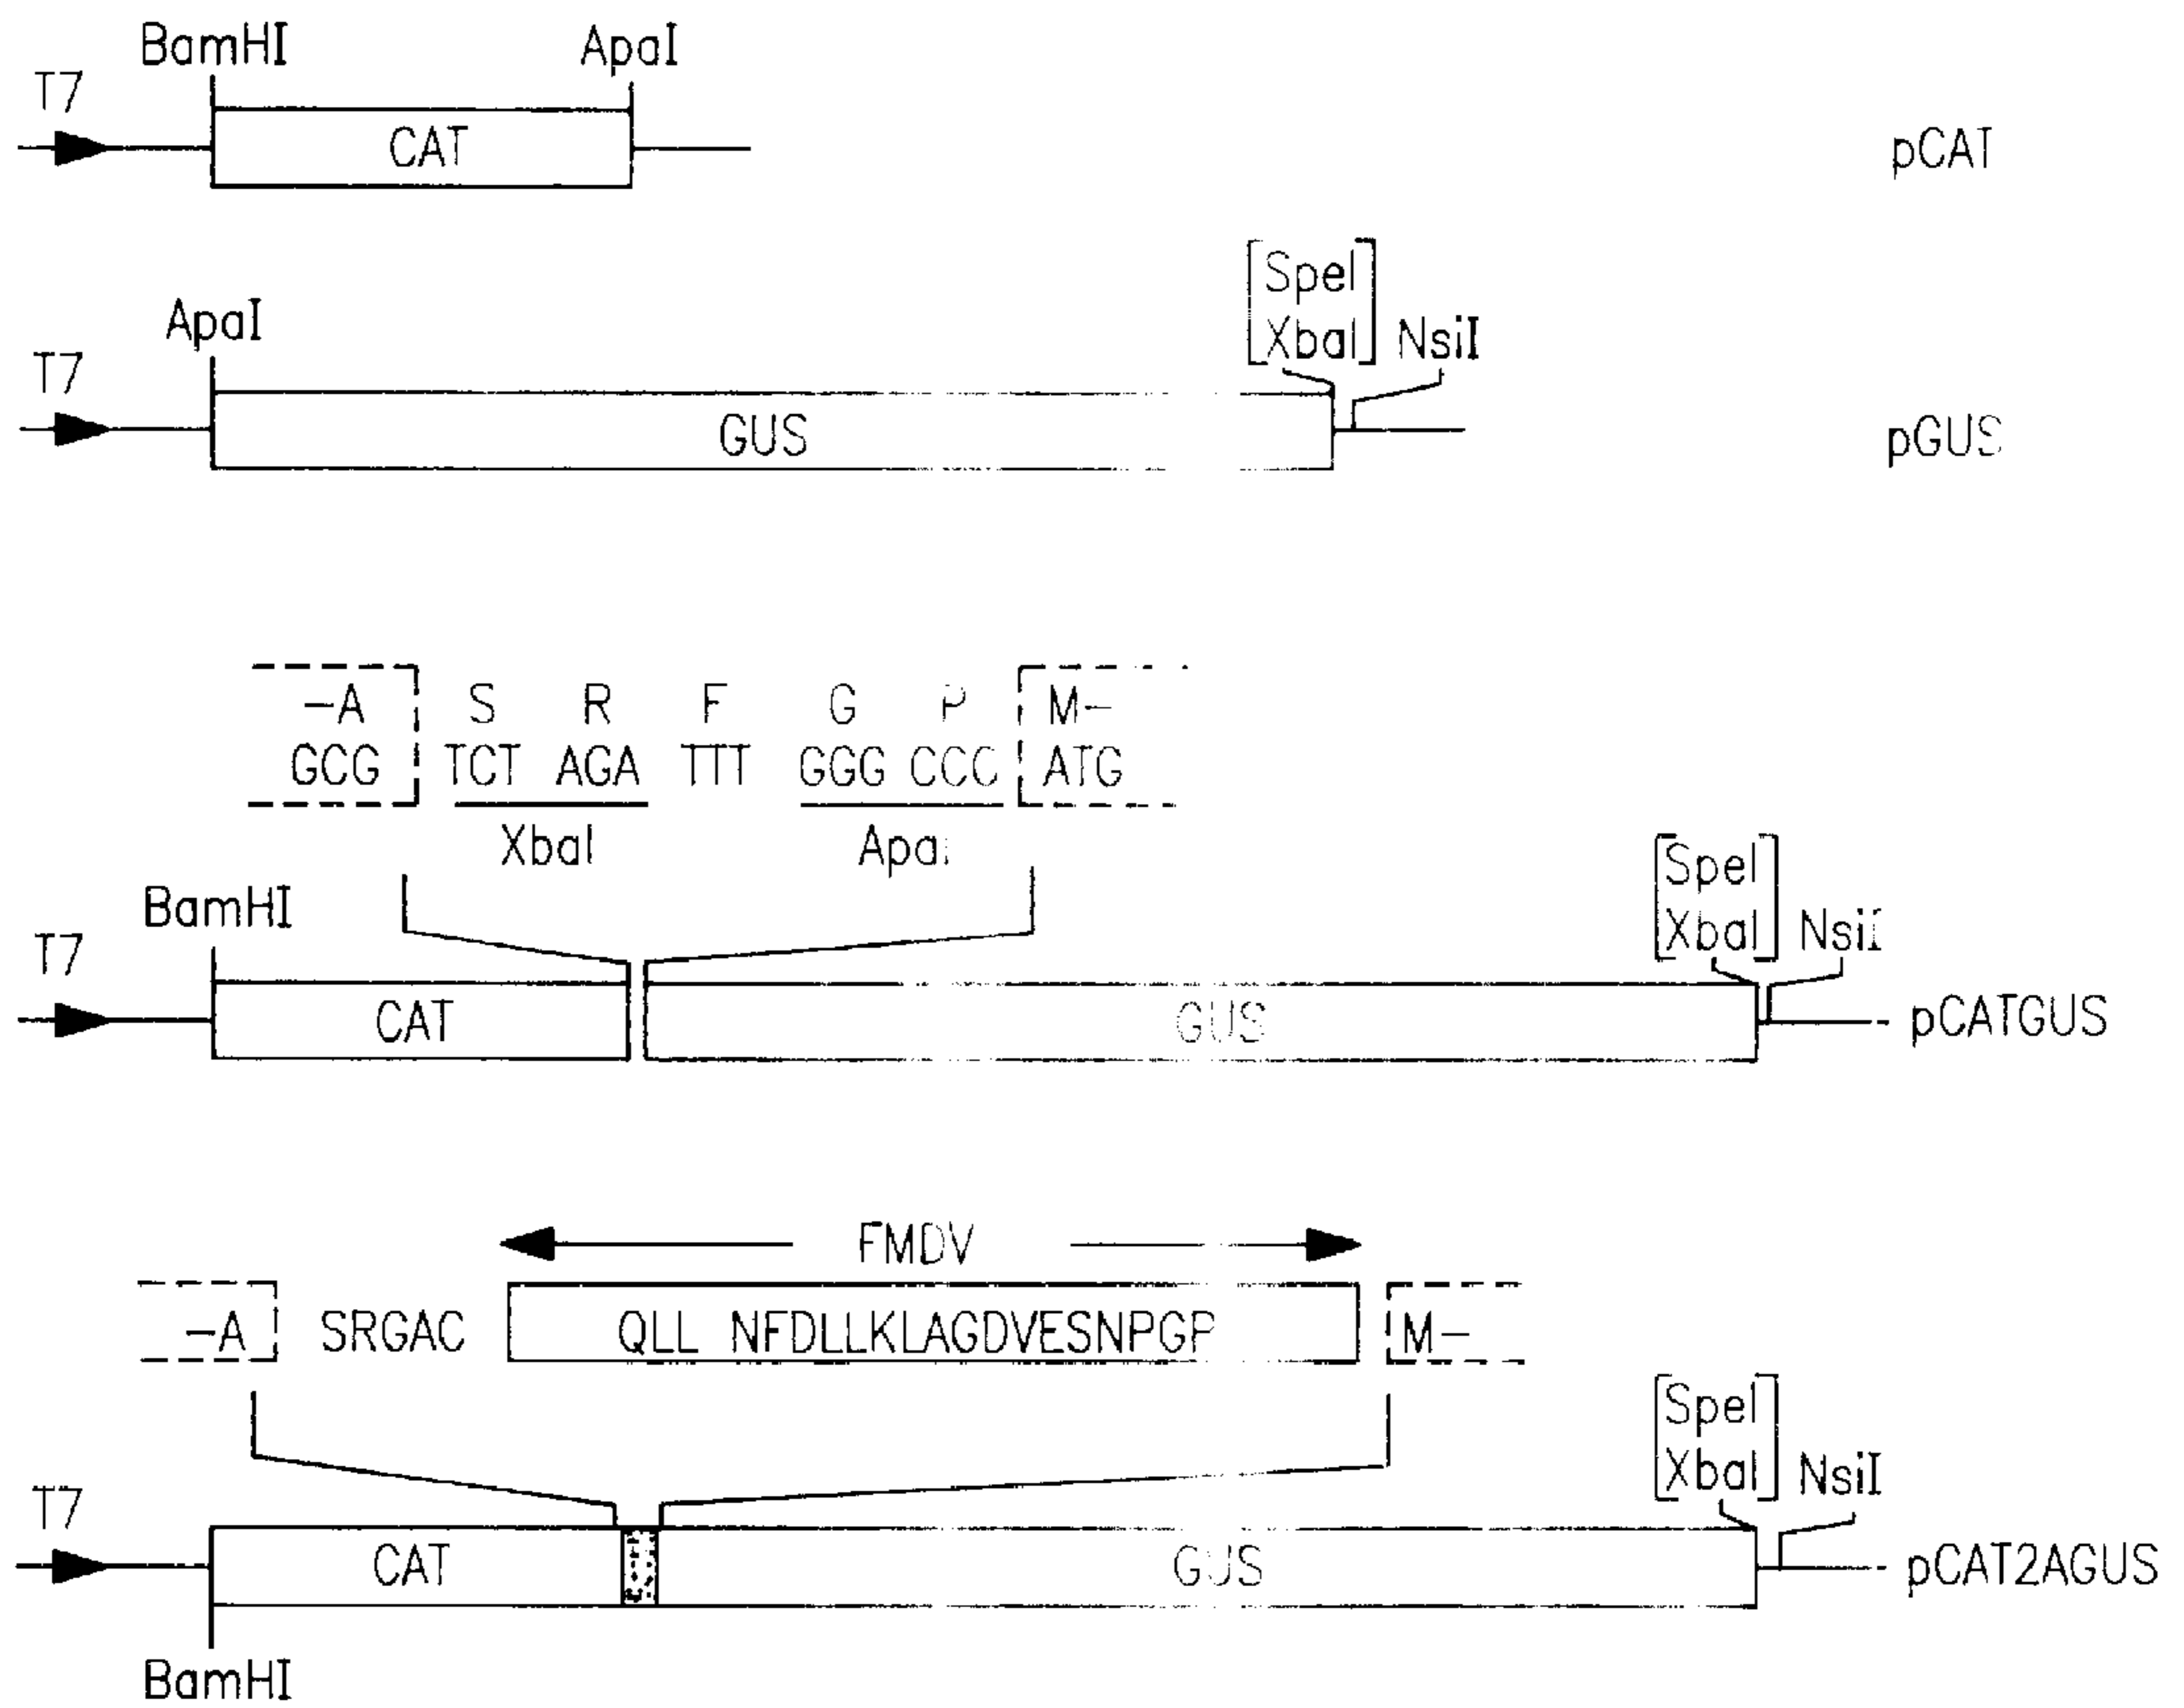 BamHI ApaI
T7
CAT pCAT
[SpeI
XbaI] NsiI
ApaI
T7
GUS pGUS
-A S R F G P M-
GCG TCT AGA TTT GGG CCC ATG
XbaI ApaI
[SpeI
XbaI] NsiI
BamHI
T7
CAT GUS pCATGUS
FMDV
-A SRGAC QLL NFDLLKLAGDVESNPGP M-
[SpeI
XbaI] NsiI
T7
CAT GUS pCAT2AGUS
BamHI